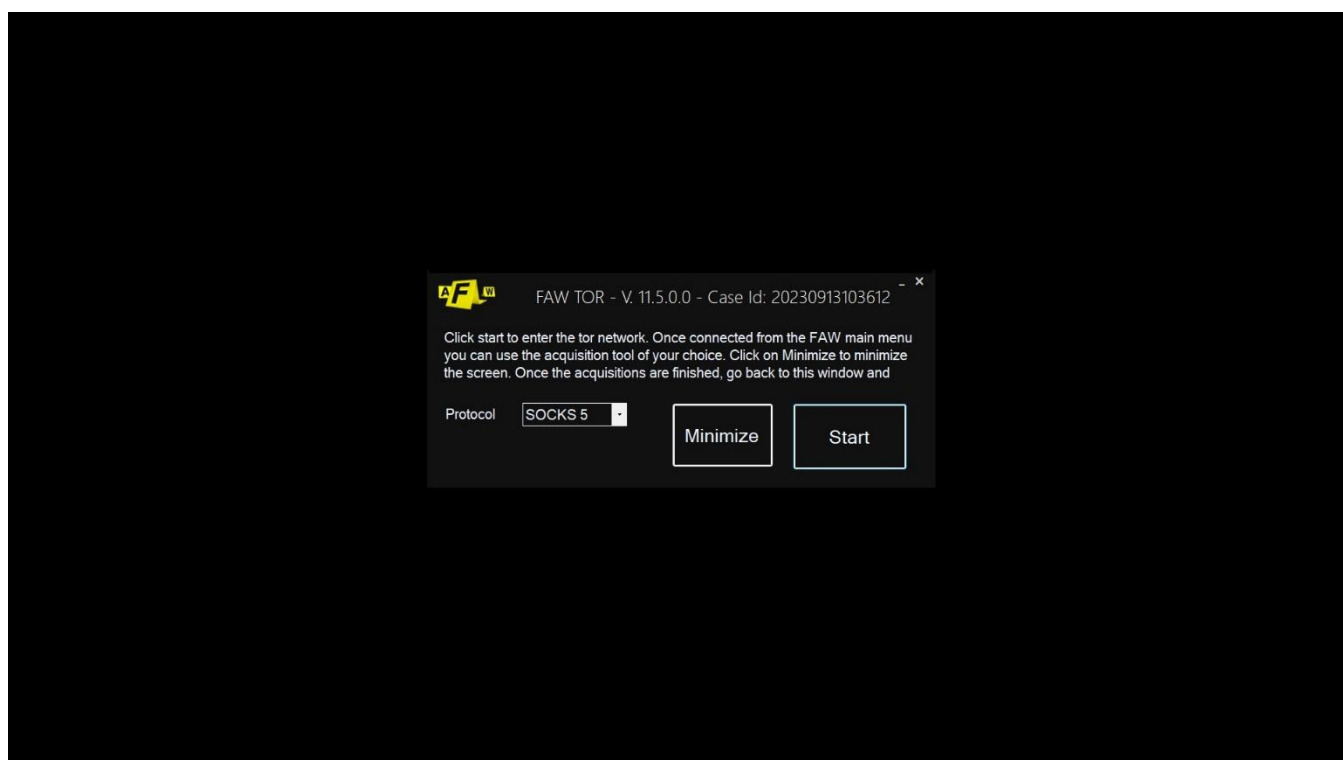 A F W
FAW TOR - V. 11.5.0.0 - Case Id: 20230913103612
Click start to enter the tor network. Once connected from the FAW main menu
you can use the acquisition tool of your choice. Click on Minimize to minimize
the screen. Once the acquisitions are finished, go back to this window and
Protocol SOCKS 5
Minimize Start